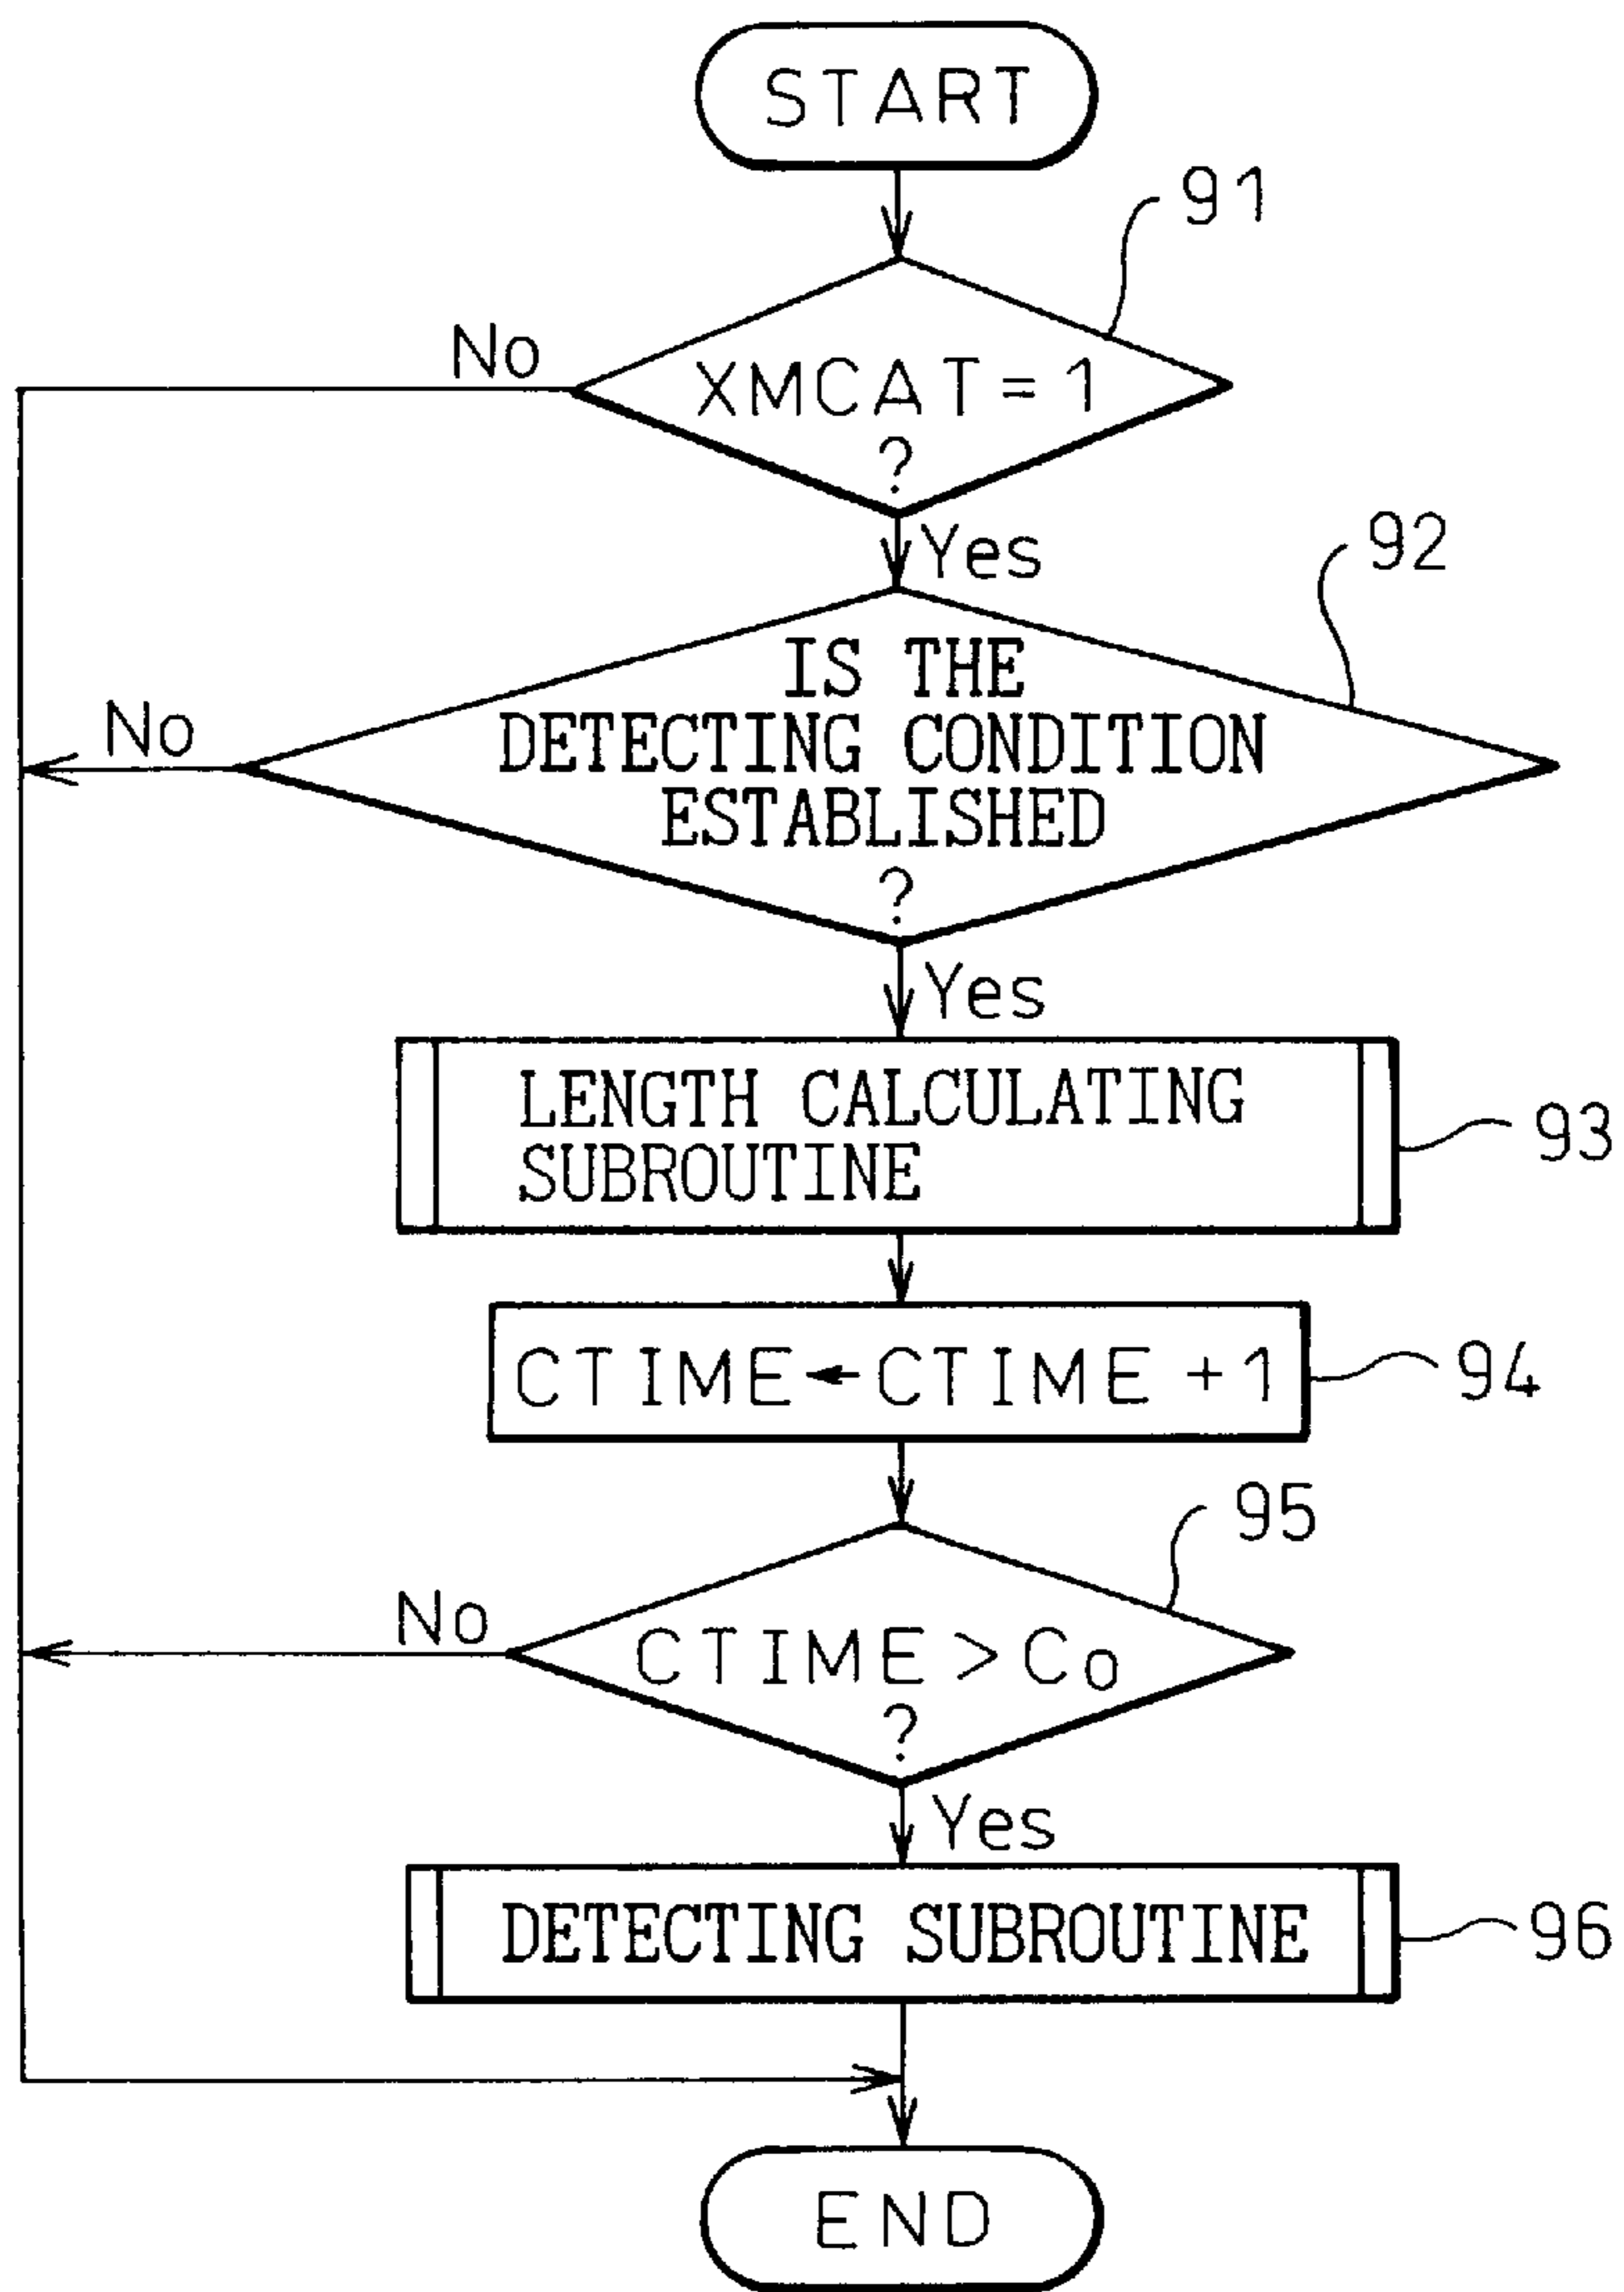 START
91
No
XMCAT=1
?
Yes
92
IS THE
No
DETECTING CONDITION
ESTABLISHED
?
Yes
LENGTH CALCULATING
SUBROUTINE
93
CTIME←CTIME+1
94
95
No
CTIME>Co
?
Yes
DETECTING SUBROUTINE
96
END